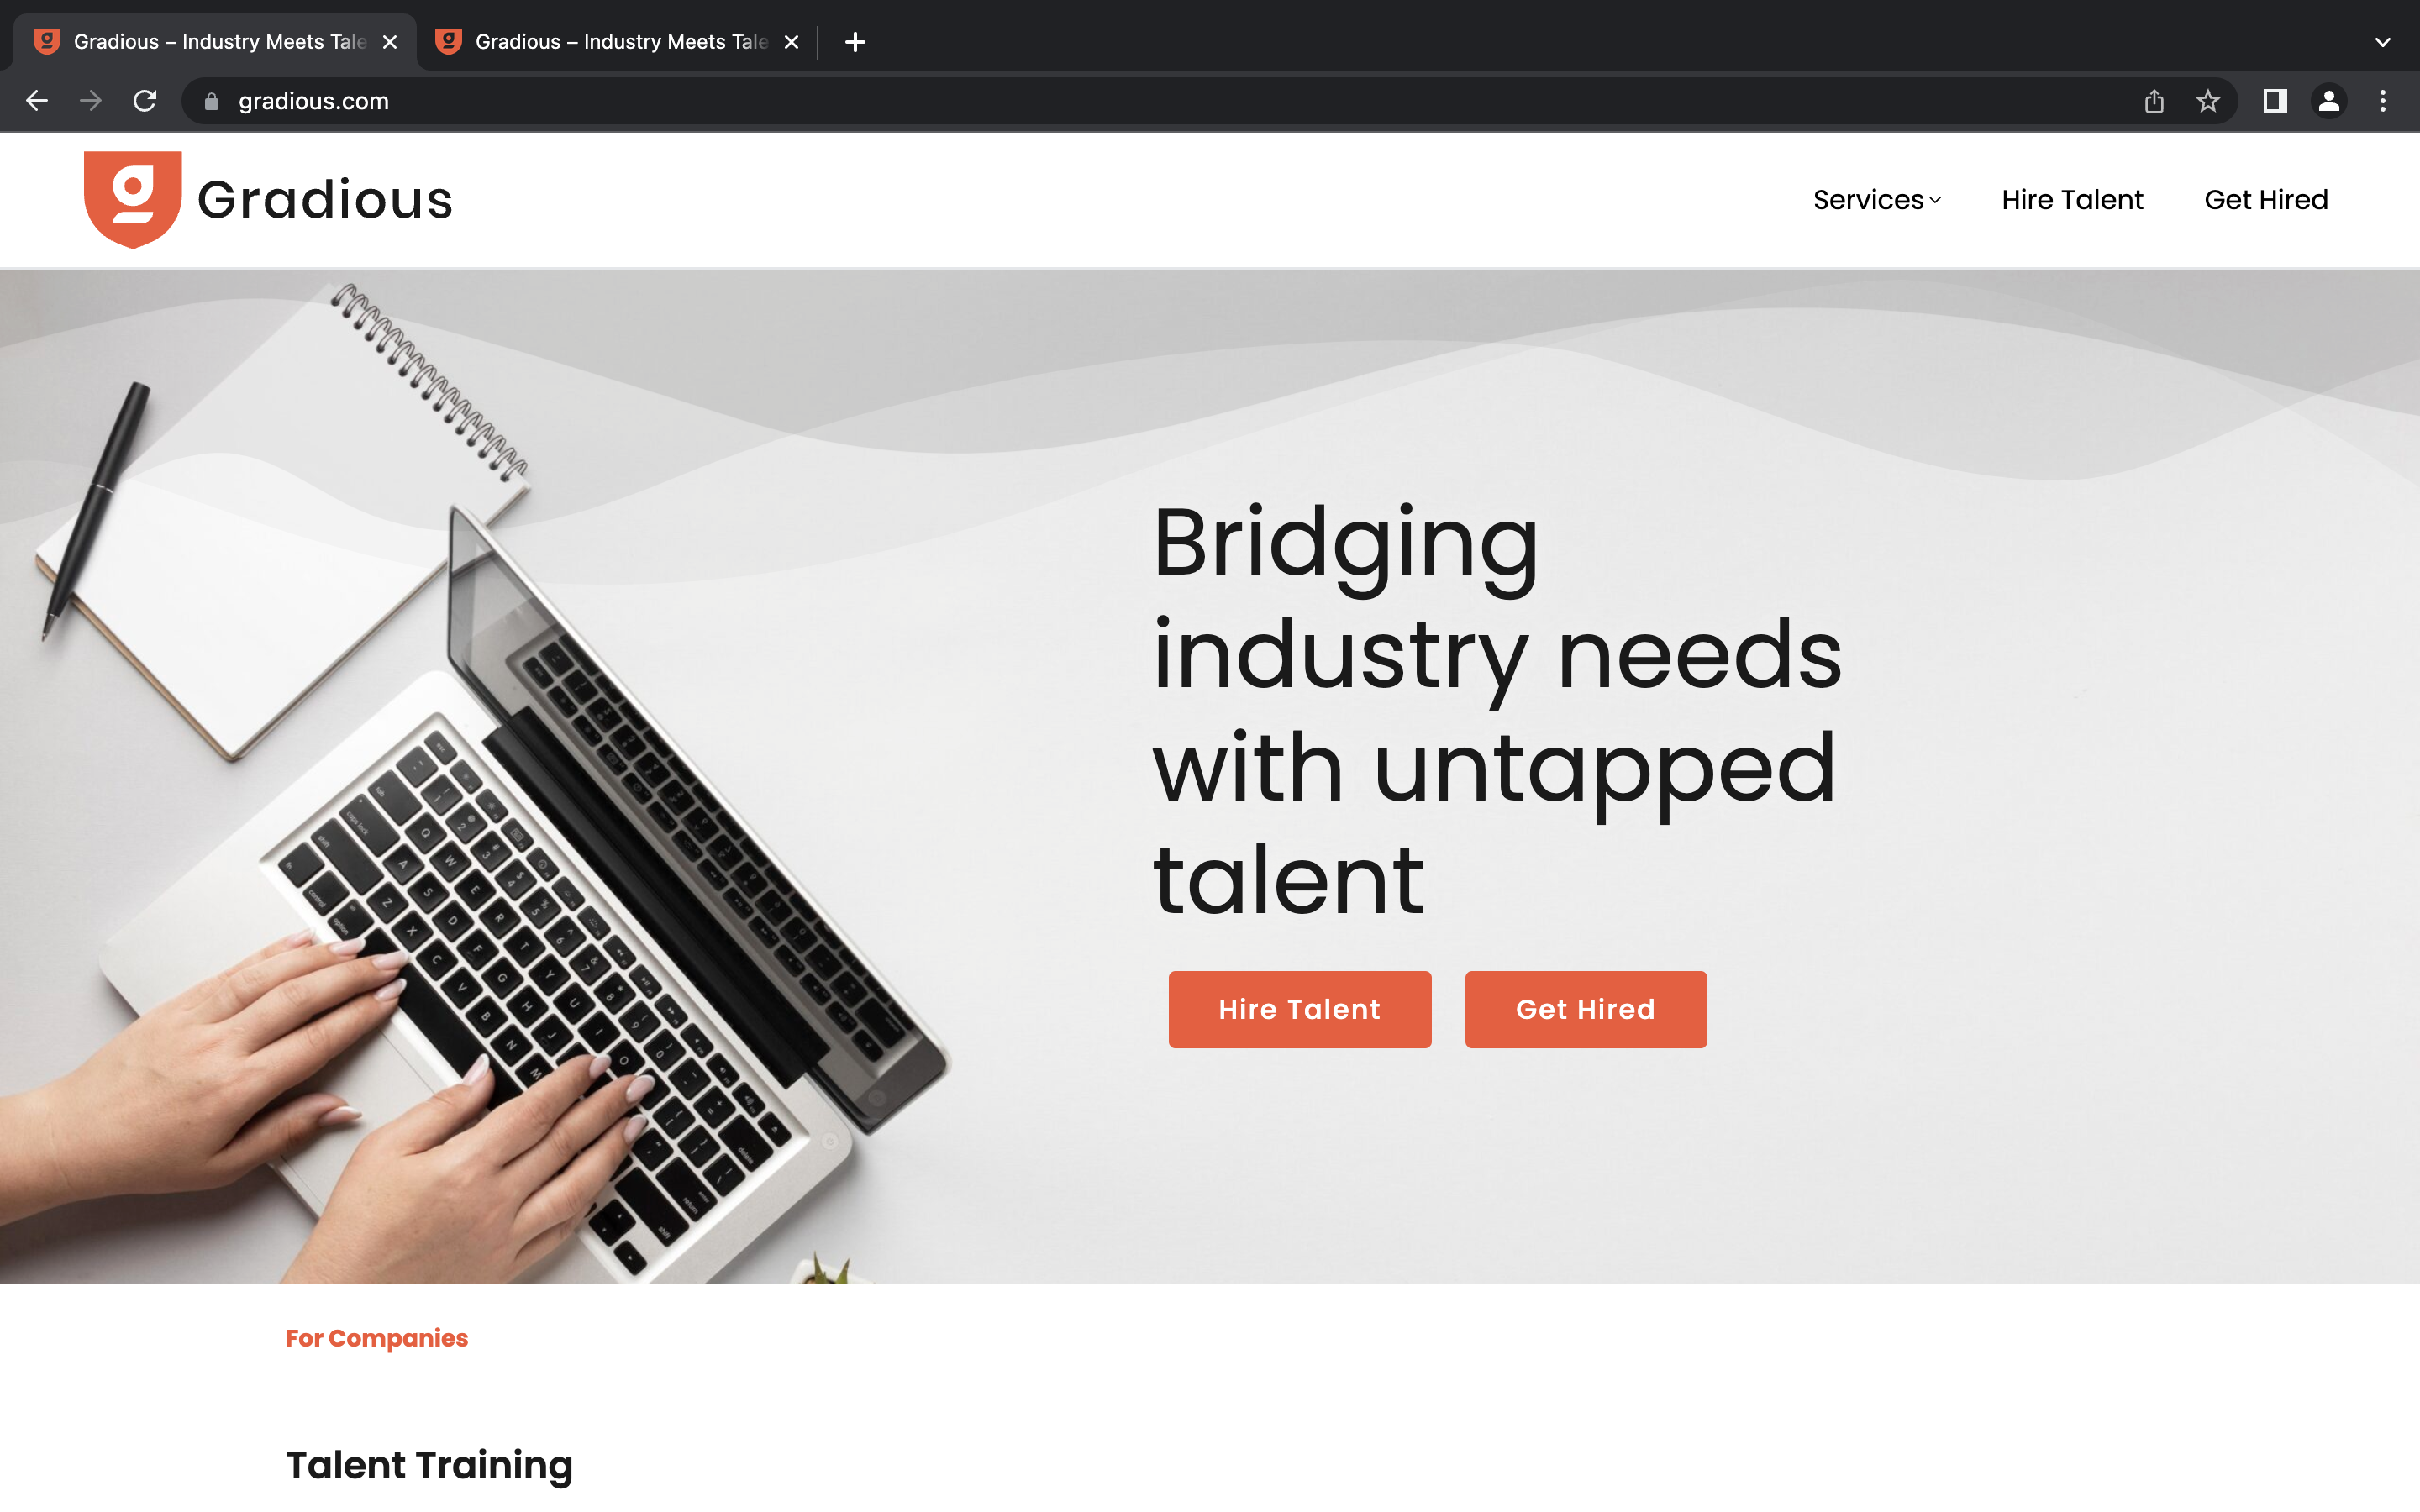 Gradious – Industry Meets Tale
Gradious – Industry Meets Tale
gradious.com
Gradious
Services
Hire Talent
Get Hired
Bridging
industry needs
with untapped
talent
Hire Talent
Get Hired
For Companies
Talent Training